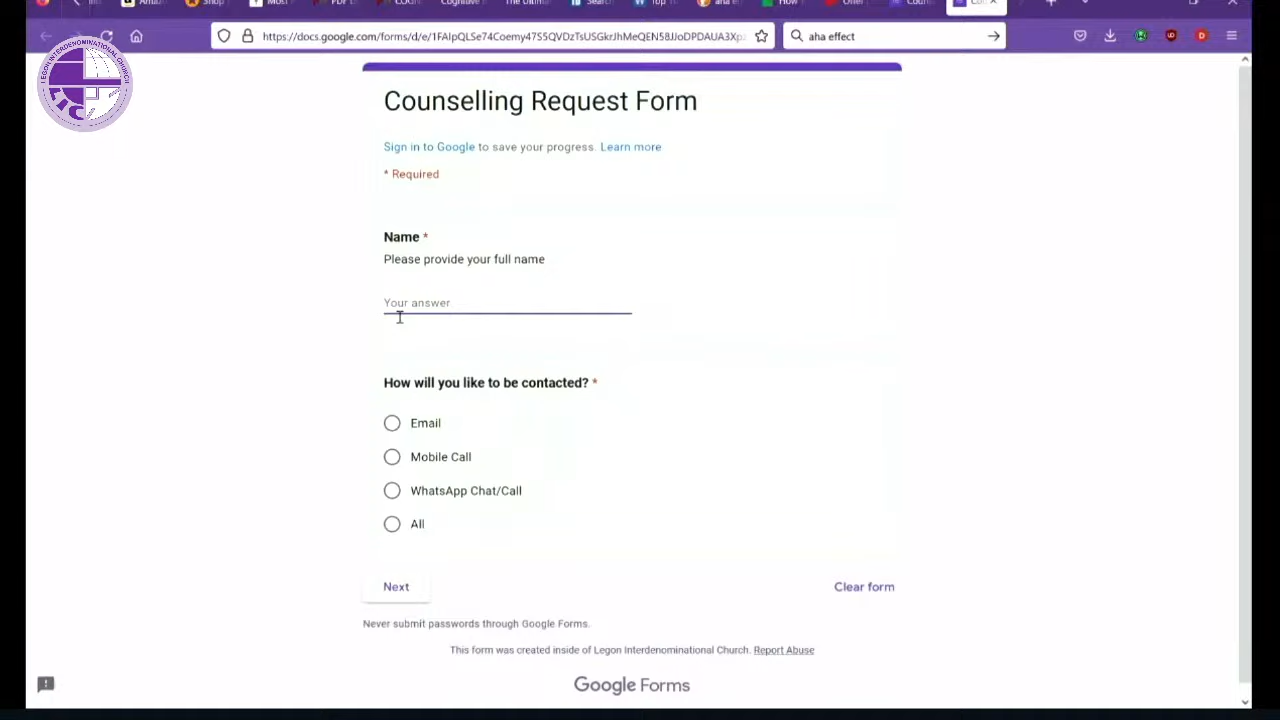 https://docs.google.com/forms/d/e/1FAIpQLSe74Coemy47S5QVDzTsUSGkrJhMeQEN58JJoDPDAUA3Xp
aha effect
LEGON INTERDENOMINATIONAL CHURCH
Counselling Request Form
Sign in to Google to save your progress. Learn more
* Required
Name *
Please provide your full name
Your answer
How will you like to be contacted? *
Email
Mobile Call
WhatsApp Chat/Call
All
Next
Clear form
Never submit passwords through Google Forms.
This form was created inside of Legon Interdenominational Church. Report Abuse
Google Forms